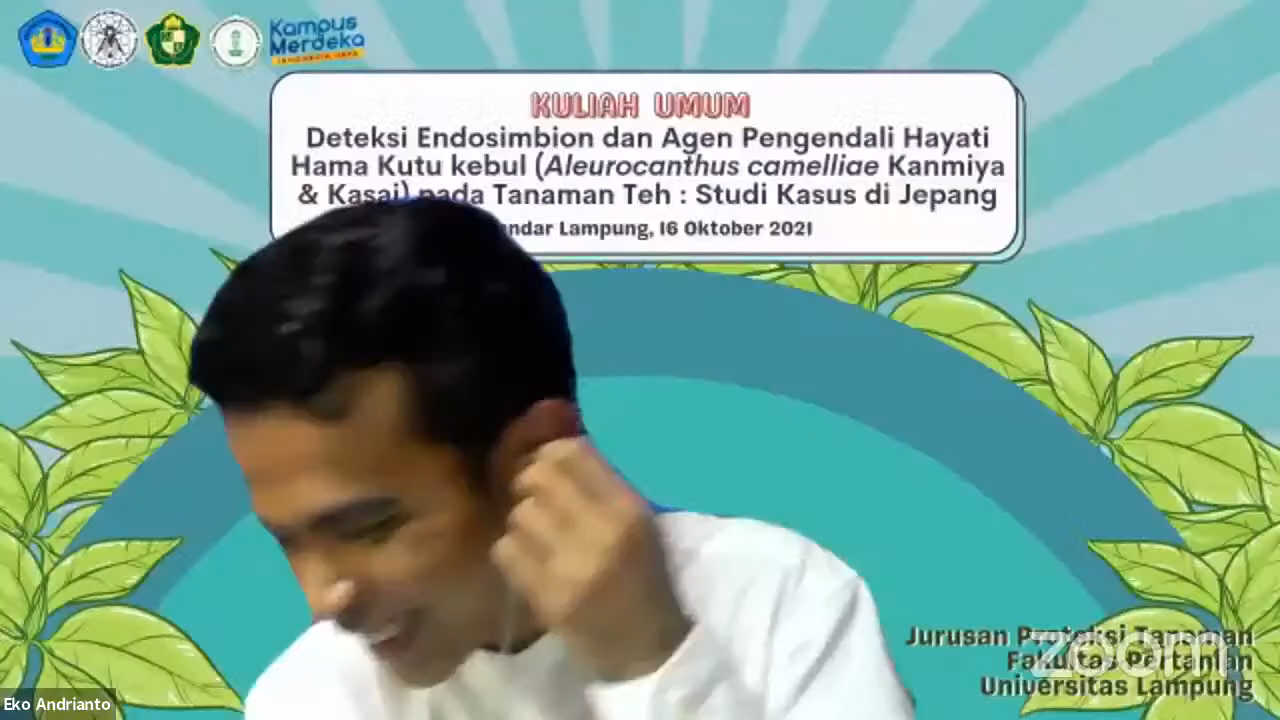 Kampus
Merdeka
INDONESIA JAYA
KULIAH UMUM
Deteksi Endosimbion dan Agen Pengendali Hayati
Hama Kutu kebul (Aleurocanthus camelliae Kanmiya
& Kasai) pada Tanaman Teh : Studi Kasus di Jepang
ndar Lampung, 16 Oktober 2021
Jurusan Proteksi Tanaman
Fakultas Pertanian
Universitas Lampung
zoom
Eko Andrianto